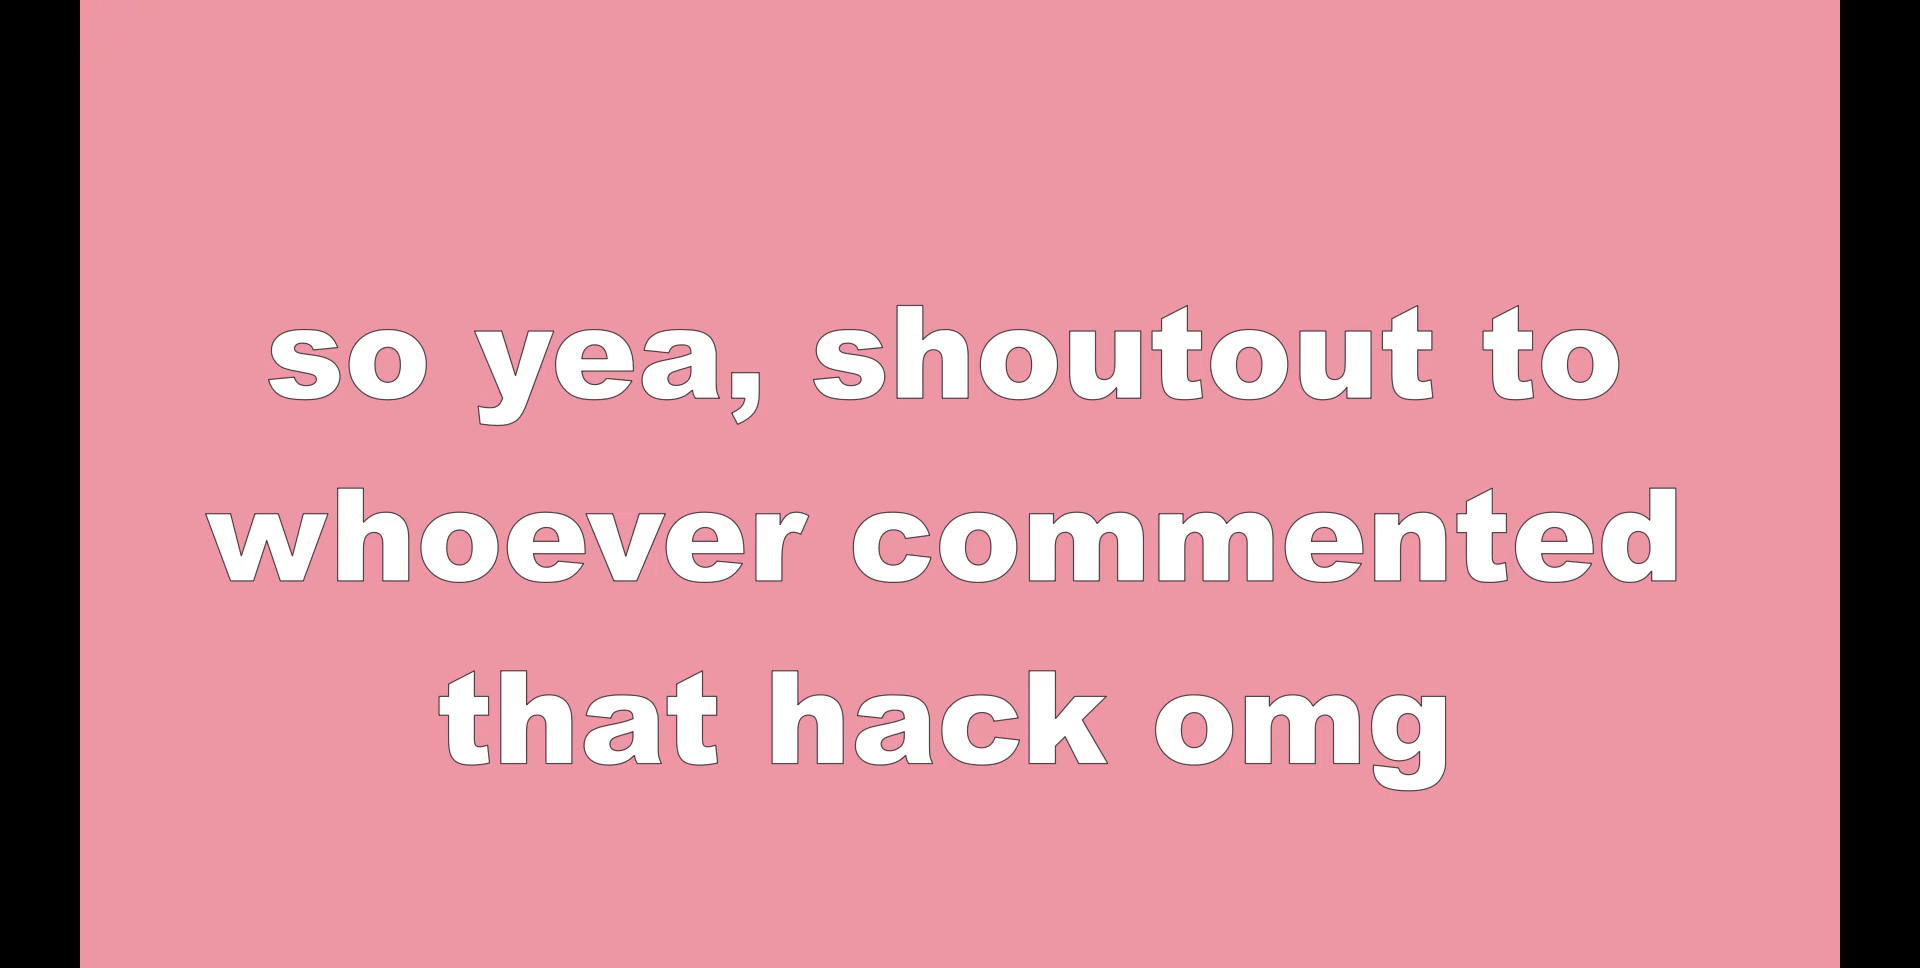 so yea, shoutout to
whoever commented
that hack omg